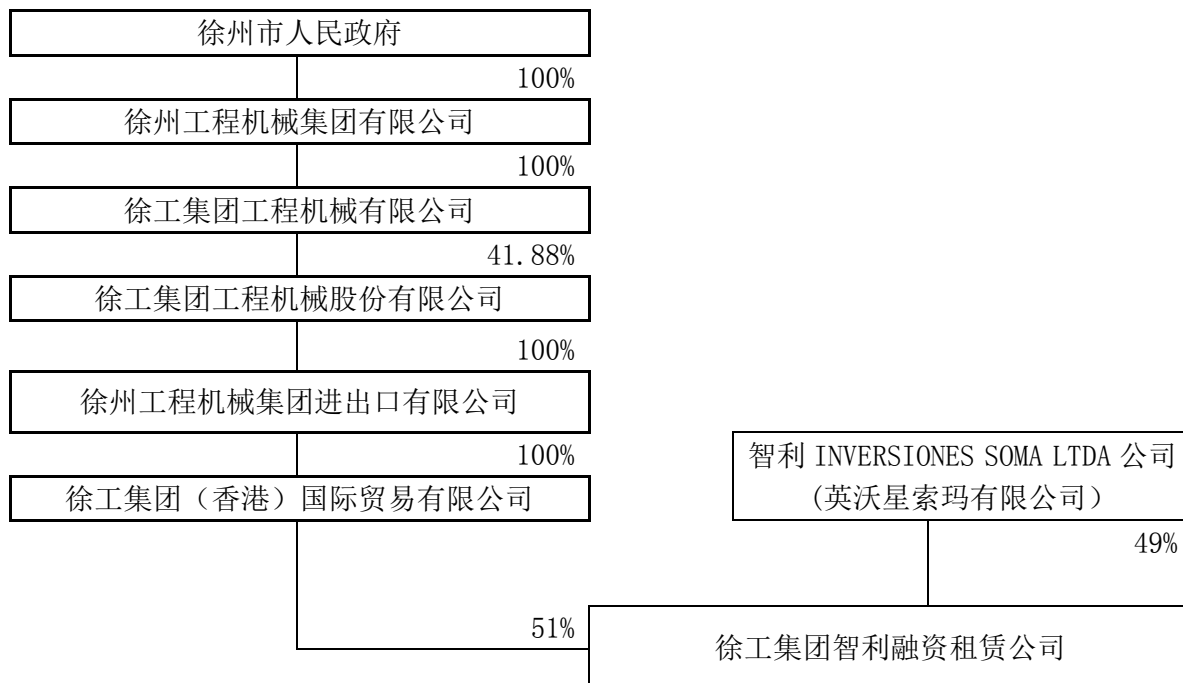 徐州市人民政府
100%
徐州工程机械集团有限公司
100%
徐工集团工程机械有限公司
41.88%
徐工集团工程机械股份有限公司
100%
徐州工程机械集团进出口有限公司
100%
徐工集团（香港）国际贸易有限公司
智利 INVERSIONES SOMA LTDA 公司
(英沃星索玛有限公司）
49%
51%
徐工集团智利融资租赁公司